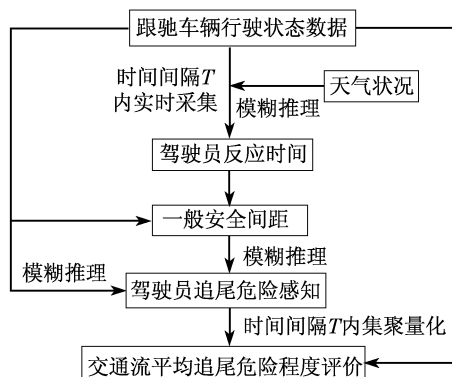 跟驰车辆行驶状态数据
时间间隔T
内实时采集
模糊推理
天气状况
驾驶员反应时间
一般安全间距
模糊推理
模糊推理
驾驶员追尾危险感知
时间间隔T内集聚量化
交通流平均追尾危险程度评价